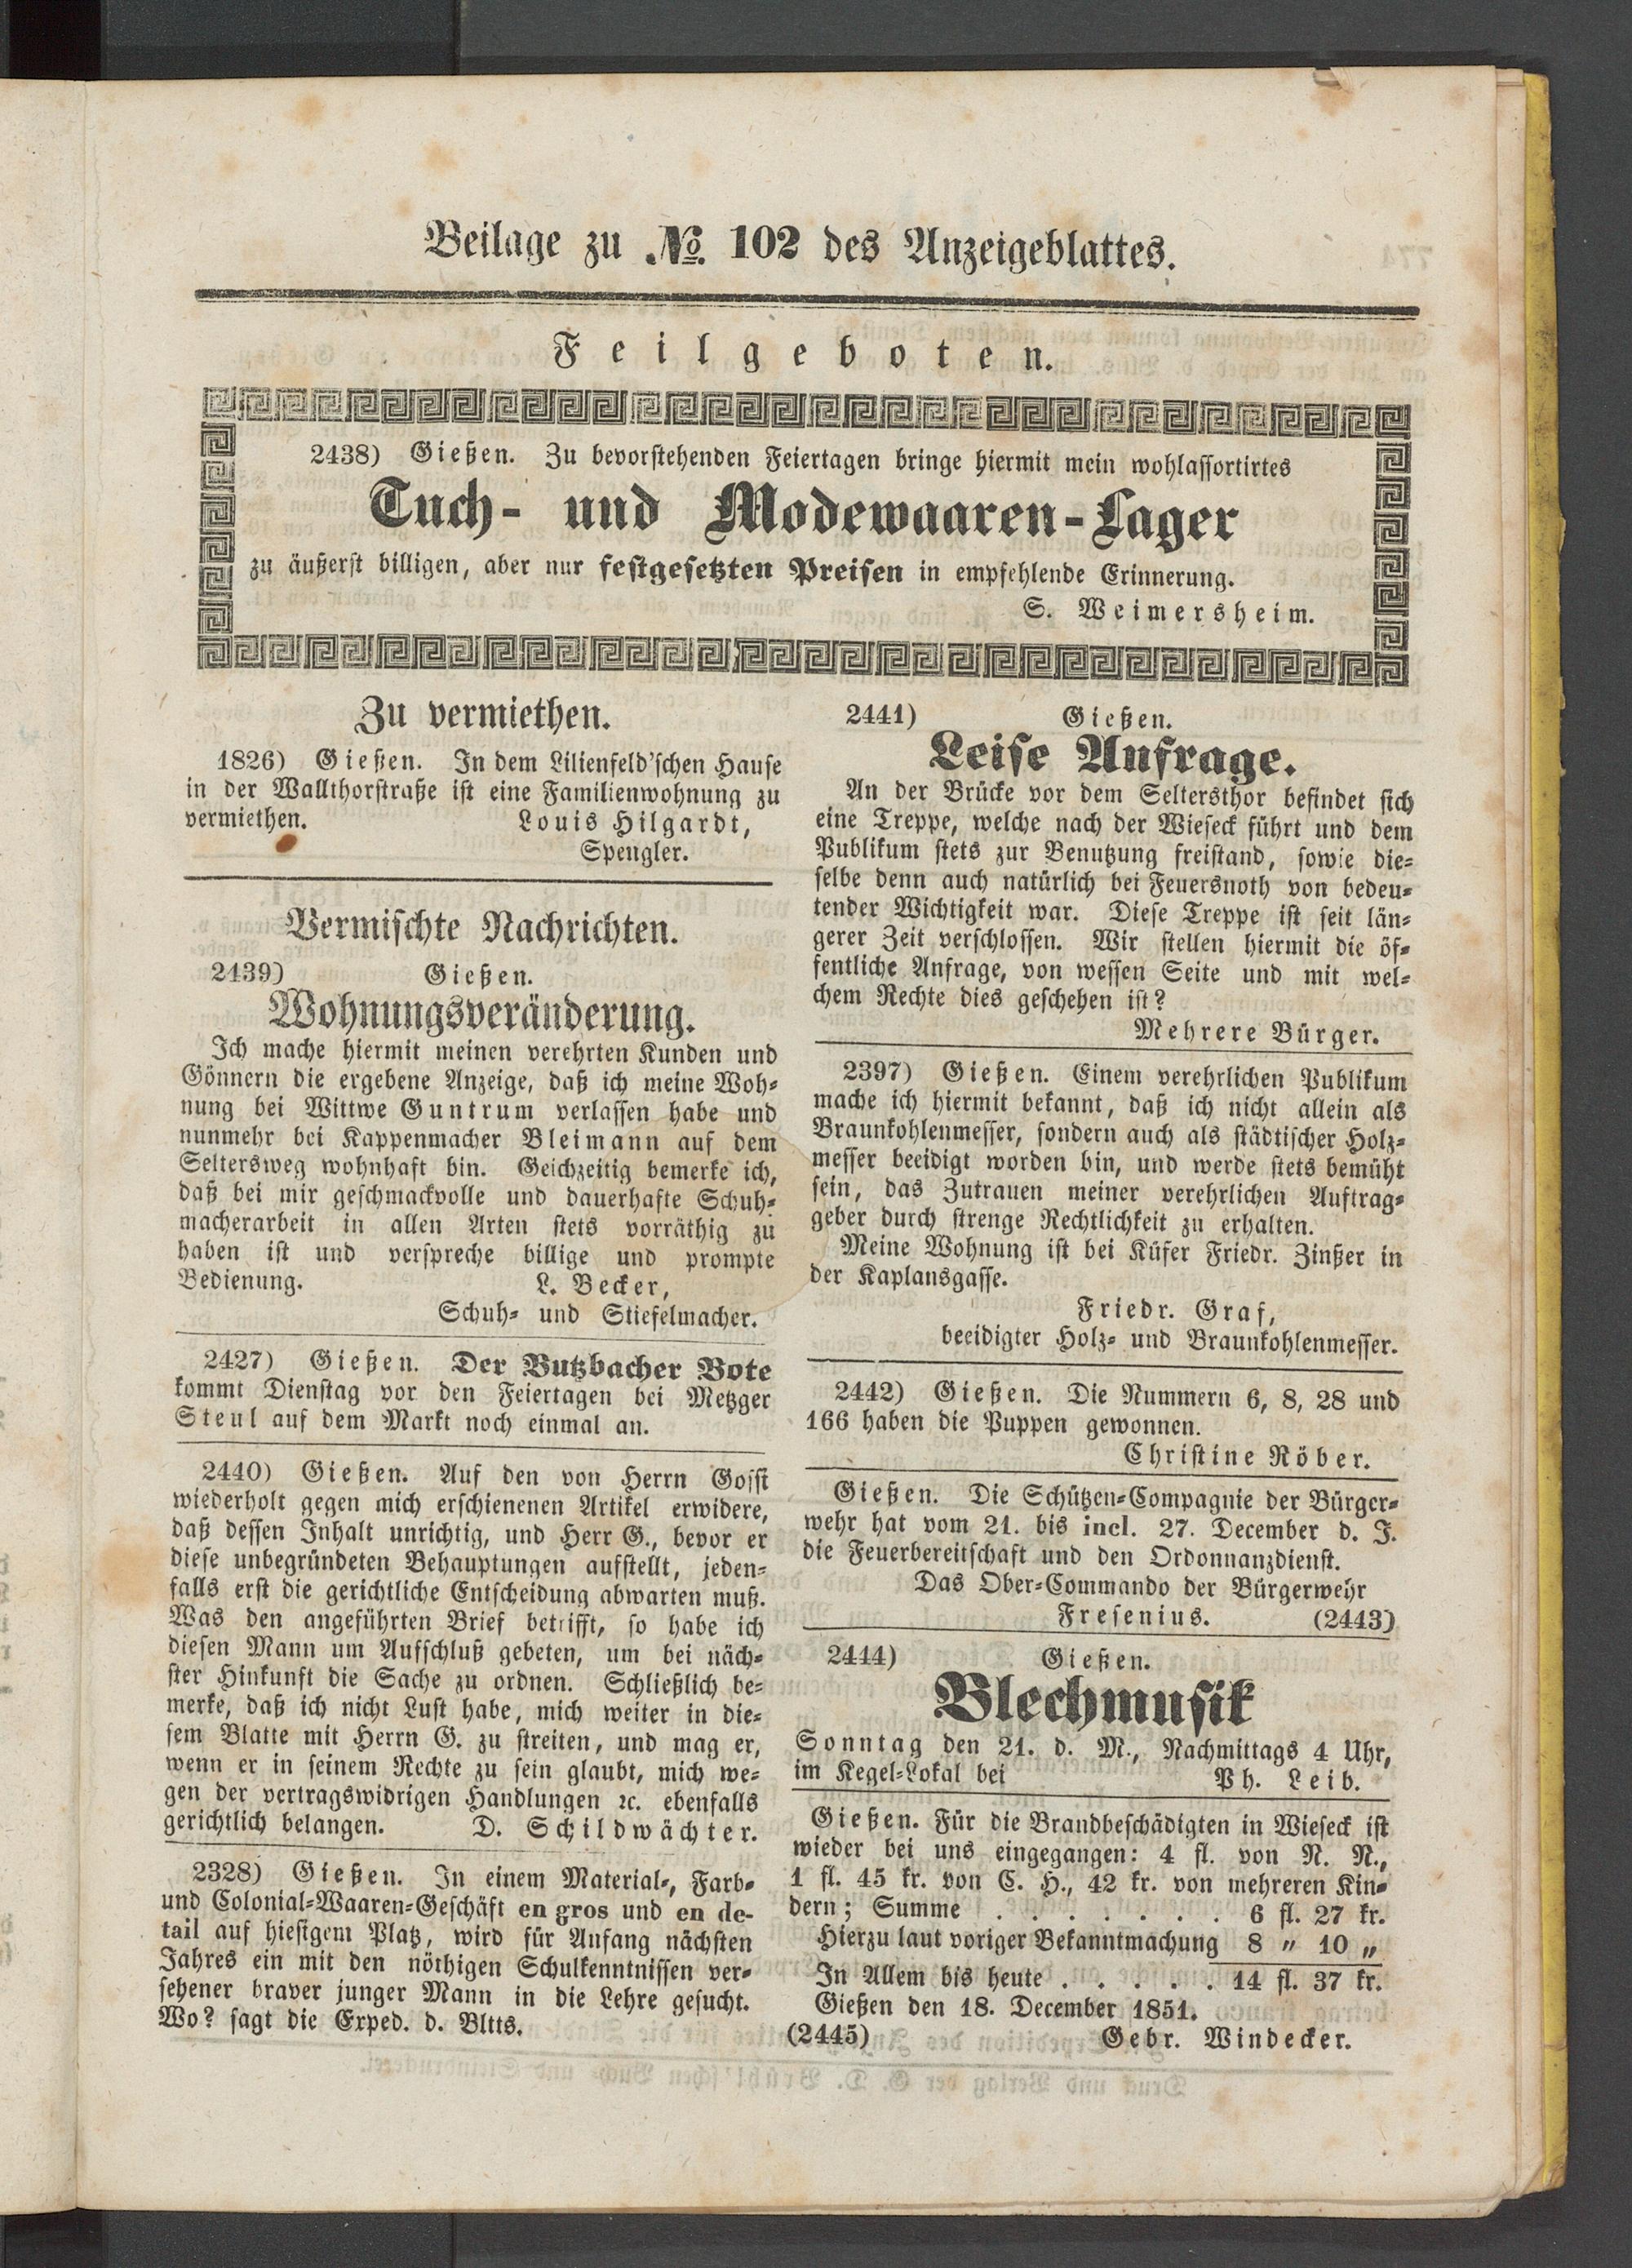 Beilage zu № 102 des Anzeigeblattes.
Feilgeboten.
2438) Gießen. Zu bevorstehenden Feiertagen bringe hiermit mein wohlassortirtes
Tuch- und Modewaaren-Lager
zu äußerst billigen, aber nur festgesetzten Preisen in empfehlende Erinnerung.
S. Weimersheim.
Zu vermiethen.
1826) Gießen. In dem Lilienfeld'schen Hause
in der Wallthorstraße ist eine Familienwohnung zu
vermiethen. Louis Hilgardt,
Spengler.
Vermischte Nachrichten.
2439) Gießen.
Wohnungsveränderung.
Ich mache hiermit meinen verehrten Kunden und
Gönnern die ergebene Anzeige, daß ich meine Woh-
nung bei Wittwe Guntrum verlassen habe und
nunmehr bei Kappenmacher Bleimann auf dem
Seltersweg wohnhaft bin. Geichzeitig bemerke ich,
daß bei mir geschmackvolle und dauerhafte Schuh-
macherarbeit in allen Arten stets vorräthig zu
haben ist und verspreche billige und prompte
Bedienung. L. Becker,
Schuh- und Stiefelmacher.
2427) Gießen. Der Butzbacher Bote
kommt Dienstag vor den Feiertagen bei Metzger
Steul auf dem Markt noch einmal an.
2440) Gießen. Auf den von Herrn Gosst
wiederholt gegen mich erschienenen Artikel erwidere,
daß dessen Inhalt unrichtig, und Herr G., bevor er
diese unbegründeten Behauptungen aufstellt, jeden-
falls erst die gerichtliche Entscheidung abwarten muß.
Was den angeführten Brief betrifft, so habe ich
diesen Mann um Aufschluß gebeten, um bei näch-
ster Hinkunft die Sache zu ordnen. Schließlich be-
merke, daß ich nicht Lust habe, mich weiter in die-
sem Blatte mit Herrn G. zu streiten, und mag er,
wenn er in seinem Rechte zu sein glaubt, mich we-
gen der vertragswidrigen Handlungen ꝛc. ebenfalls
gerichtlich belangen. D. Schildwächter.
2328) Gießen. In einem Material-, Farb-
und Colonial-Waaren-Geschäft en gros und en de-
tail auf hiesigem Platz, wird für Anfang nächsten
Jahres ein mit den nöthigen Schulkenntnissen ver-
sehener braver junger Mann in die Lehre gesucht.
Wo? sagt die Exped. d. Bltts.
2441) Gießen.
Leise Anfrage.
An der Brücke vor dem Seltersthor befindet sich
eine Treppe, welche nach der Wieseck führt und dem
Publikum stets zur Benutzung freistand, sowie die-
selbe denn auch natürlich bei Feuersnoth von bedeu-
tender Wichtigkeit war. Diese Treppe ist seit län-
gerer Zeit verschlossen. Wir stellen hiermit die öf-
fentliche Anfrage, von wessen Seite und mit wel-
chem Rechte dies geschehen ist?
Mehrere Bürger.
2397) Gießen. Einem verehrlichen Publikum
mache ich hiermit bekannt, daß ich nicht allein als
Braunkohlenmesser, sondern auch als städtischer Holz-
messer beeidigt worden bin, und werde stets bemüht
sein, das Zutrauen meiner verehrlichen Auftrag-
geber durch strenge Rechtlichkeit zu erhalten.
Meine Wohnung ist bei Küfer Friedr. Zinßer in
der Kaplansgasse.
Friedr. Graf,
beeidigter Holz- und Braunkohlenmesser.
2442) Gießen. Die Nummern 6, 8, 28 und
166 haben die Puppen gewonnen.
Christine Röber.
Gießen. Die Schützen-Compagnie der Bürger-
wehr hat vom 21. bis incl. 27. December d. J.
die Feuerbereitschaft und den Ordonnanzdienst.
Das Ober-Commando der Bürgerwehr
Fresenius. (2443)
2444) Gießen.
Blechmusik
Sonntag den 21. d. M., Nachmittags 4 Uhr,
im Kegel-Lokal bei Ph. Leib.
Gießen. Für die Brandbeschädigten in Wieseck ist
wieder bei uns eingegangen: 4 fl. von N. N.,
1 fl. 45 kr. von C. H., 42 kr. von mehreren Kin-
dern; Summe . . . . . . . 6 fl. 27 kr.
Hierzu laut voriger Bekanntmachung 8 „ 10 „
In Allem bis heute . . . . . 14 fl. 37 kr.
Gießen den 18. December 1851.
(2445) Gebr. Windecker.